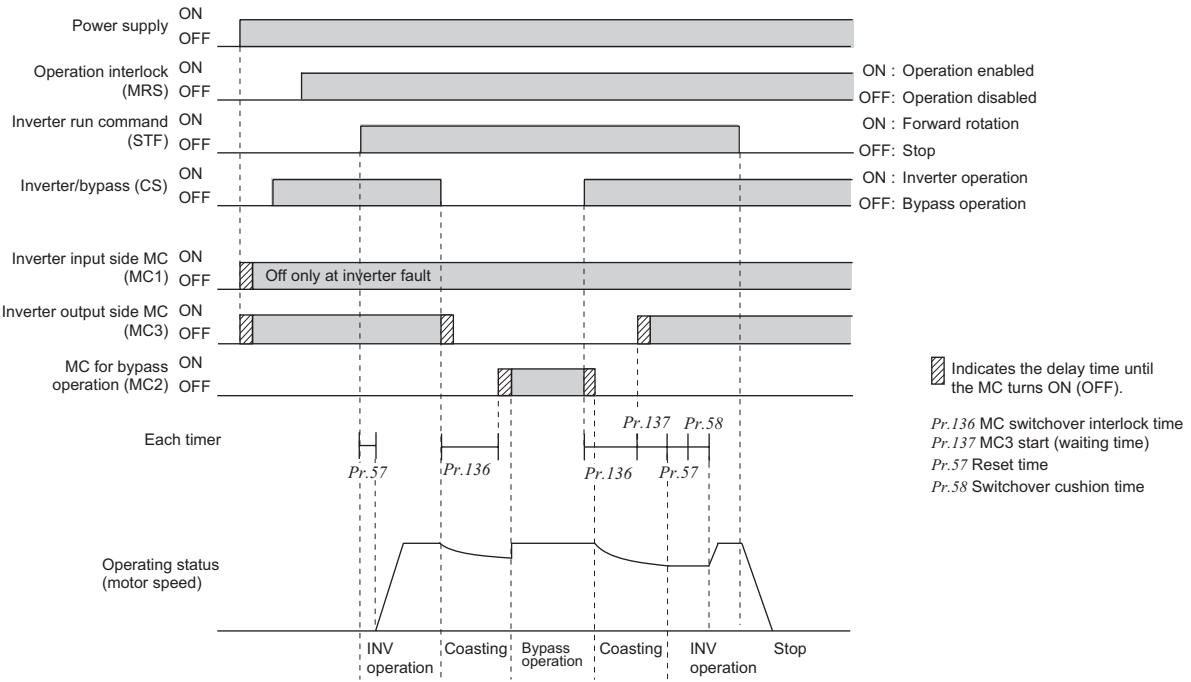 Power supply
ON
OFF
Operation interlock
(MRS)
ON
OFF
ON : Operation enabled
OFF: Operation disabled
Inverter run command
(STF)
ON
OFF
ON : Forward rotation
OFF: Stop
Inverter/bypass (CS)
ON
OFF
ON : Inverter operation
OFF: Bypass operation
Inverter input side MC
(MC1)
ON
OFF
Off only at inverter fault
Inverter output side MC
(MC3)
ON
OFF
MC for bypass
operation (MC2)
ON
OFF
Indicates the delay time until
the MC turns ON (OFF).
Pr.136 MC switchover interlock time
Pr.137 MC3 start (waiting time)
Pr.57 Reset time
Pr.58 Switchover cushion time
Each timer
Pr.137
Pr.58
Pr.57
Pr.136
Pr.136
Pr.57
Operating status
(motor speed)
INV
operation
Coasting
Bypass
operation
Coasting
INV
operation
Stop